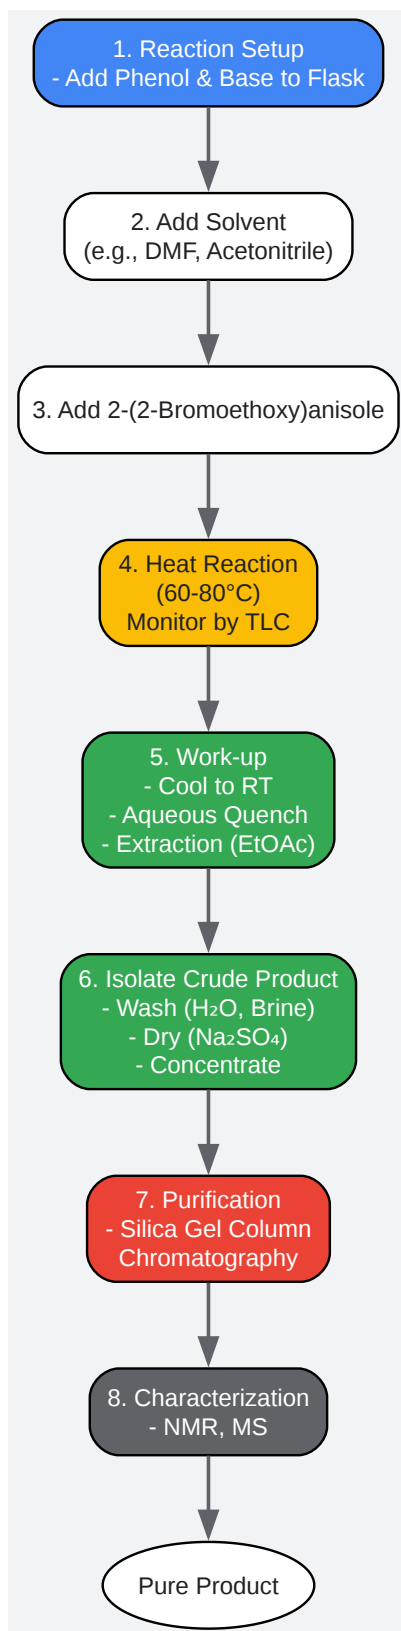 1. Reaction Setup
- Add Phenol & Base to Flask
2. Add Solvent
(e.g., DMF, Acetonitrile)
3. Add 2-(2-Bromoethoxy)anisole
4. Heat Reaction
(60-80°C)
Monitor by TLC
5. Work-up
- Cool to RT
- Aqueous Quench
- Extraction (EtOAc)
6. Isolate Crude Product
- Wash (H₂O, Brine)
- Dry (Na₂SO₄)
- Concentrate
7. Purification
- Silica Gel Column
Chromatography
8. Characterization
- NMR, MS
Pure Product